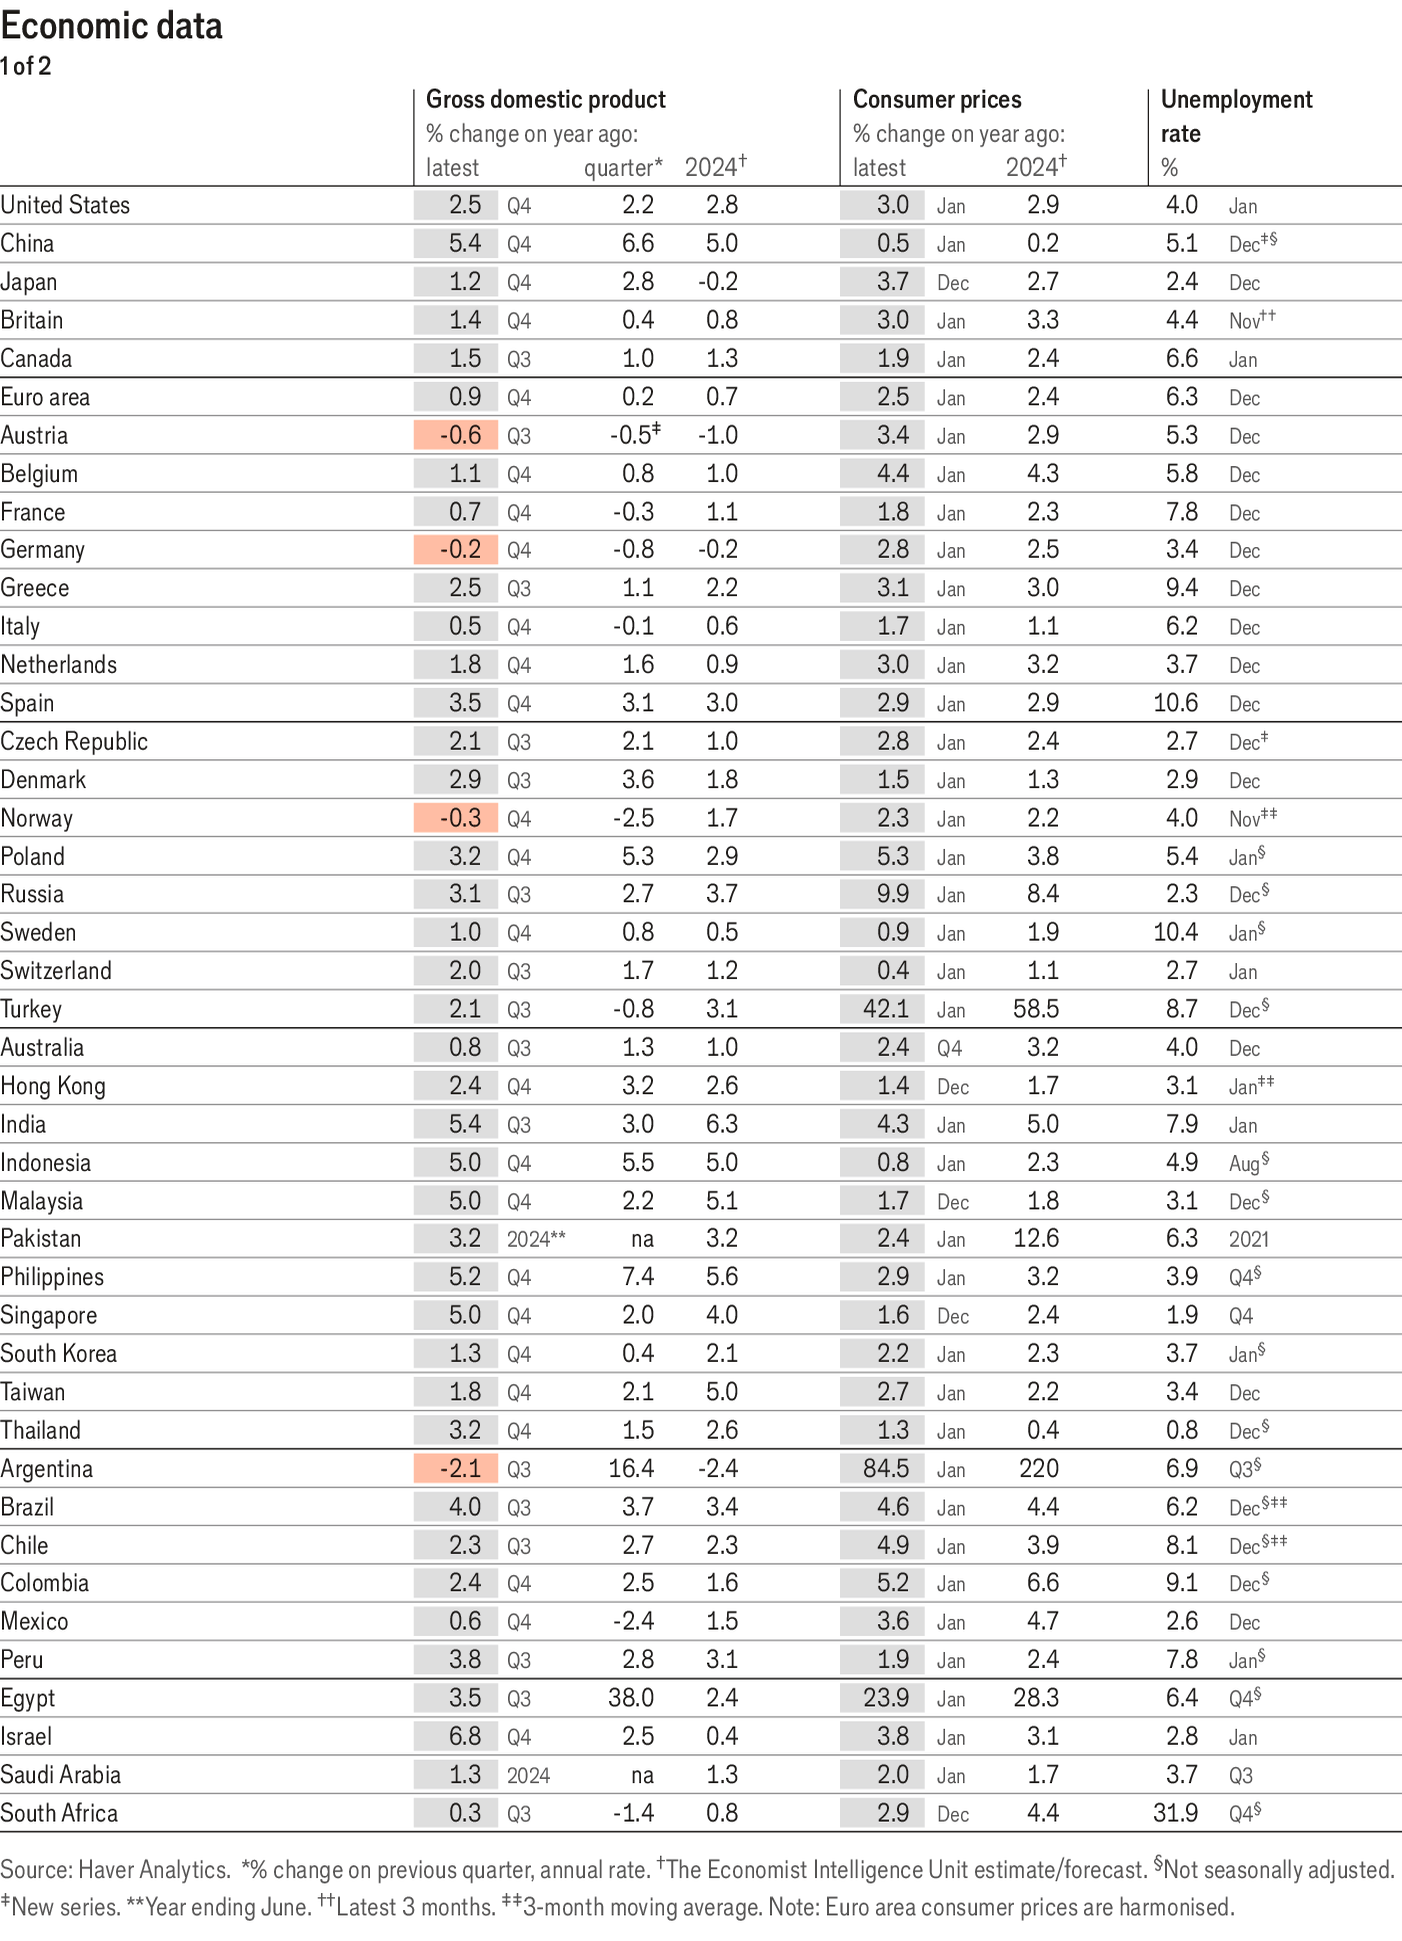 Economic data
1 of 2
Gross domestic product Consumer prices Unemployment
% change on year ago: % change on year ago: rate
latest quarter* 2024† latest 2024† %
United States 2.5 Q4 2.2 2.8 3.0 Jan 2.9 4.0 Jan
China 5.4 Q4 6.6 5.0 0.5 Jan 0.2 5.1 Dec‡§
Japan 1.2 Q4 2.8 -0.2 3.7 Dec 2.7 2.4 Dec
Britain 1.4 Q4 0.4 0.8 3.0 Jan 3.3 4.4 Nov††
Canada 1.5 Q3 1.0 1.3 1.9 Jan 2.4 6.6 Jan
Euro area 0.9 Q4 0.2 0.7 2.5 Jan 2.4 6.3 Dec
Austria -0.6 Q3 -0.5‡ -1.0 3.4 Jan 2.9 5.3 Dec
Belgium 1.1 Q4 0.8 1.0 4.4 Jan 4.3 5.8 Dec
France 0.7 Q4 -0.3 1.1 1.8 Jan 2.3 7.8 Dec
Germany -0.2 Q4 -0.8 -0.2 2.8 Jan 2.5 3.4 Dec
Greece 2.5 Q3 1.1 2.2 3.1 Jan 3.0 9.4 Dec
Italy 0.5 Q4 -0.1 0.6 1.7 Jan 1.1 6.2 Dec
Netherlands 1.8 Q4 1.6 0.9 3.0 Jan 3.2 3.7 Dec
Spain 3.5 Q4 3.1 3.0 2.9 Jan 2.9 10.6 Dec
Czech Republic 2.1 Q3 2.1 1.0 2.8 Jan 2.4 2.7 Dec‡
Denmark 2.9 Q3 3.6 1.8 1.5 Jan 1.3 2.9 Dec
Norway -0.3 Q4 -2.5 1.7 2.3 Jan 2.2 4.0 Nov‡‡
Poland 3.2 Q4 5.3 2.9 5.3 Jan 3.8 5.4 Jan§
Russia 3.1 Q3 2.7 3.7 9.9 Jan 8.4 2.3 Dec§
Sweden 1.0 Q4 0.8 0.5 0.9 Jan 1.9 10.4 Jan§
Switzerland 2.0 Q3 1.7 1.2 0.4 Jan 1.1 2.7 Jan
Turkey 2.1 Q3 -0.8 3.1 42.1 Jan 58.5 8.7 Dec§
Australia 0.8 Q3 1.3 1.0 2.4 Q4 3.2 4.0 Dec
Hong Kong 2.4 Q4 3.2 2.6 1.4 Dec 1.7 3.1 Jan‡‡
India 5.4 Q3 3.0 6.3 4.3 Jan 5.0 7.9 Jan
Indonesia 5.0 Q4 5.5 5.0 0.8 Jan 2.3 4.9 Aug§
Malaysia 5.0 Q4 2.2 5.1 1.7 Dec 1.8 3.1 Dec§
Pakistan 3.2 2024** na 3.2 2.4 Jan 12.6 6.3 2021
Philippines 5.2 Q4 7.4 5.6 2.9 Jan 3.2 3.9 Q4§
Singapore 5.0 Q4 2.0 4.0 1.6 Dec 2.4 1.9 Q4
South Korea 1.3 Q4 0.4 2.1 2.2 Jan 2.3 3.7 Jan§
Taiwan 1.8 Q4 2.1 5.0 2.7 Jan 2.2 3.4 Dec
Thailand 3.2 Q4 1.5 2.6 1.3 Jan 0.4 0.8 Dec§
Argentina -2.1 Q3 16.4 -2.4 84.5 Jan 220 6.9 Q3§
Brazil 4.0 Q3 3.7 3.4 4.6 Jan 4.4 6.2 Dec§‡‡
Chile 2.3 Q3 2.7 2.3 4.9 Jan 3.9 8.1 Dec§‡‡
Colombia 2.4 Q4 2.5 1.6 5.2 Jan 6.6 9.1 Dec§
Mexico 0.6 Q4 -2.4 1.5 3.6 Jan 4.7 2.6 Dec
Peru 3.8 Q3 2.8 3.1 1.9 Jan 2.4 7.8 Jan§
Egypt 3.5 Q3 38.0 2.4 23.9 Jan 28.3 6.4 Q4§
Israel 6.8 Q4 2.5 0.4 3.8 Jan 3.1 2.8 Jan
Saudi Arabia 1.3 2024 na 1.3 2.0 Jan 1.7 3.7 Q3
South Africa 0.3 Q3 -1.4 0.8 2.9 Dec 4.4 31.9 Q4§
Source: Haver Analytics. *% change on previous quarter, annual rate. †The Economist Intelligence Unit estimate/forecast. §Not seasonally adjusted.
‡New series. **Year ending June. ††Latest 3 months. ‡‡3-month moving average. Note: Euro area consumer prices are harmonised.